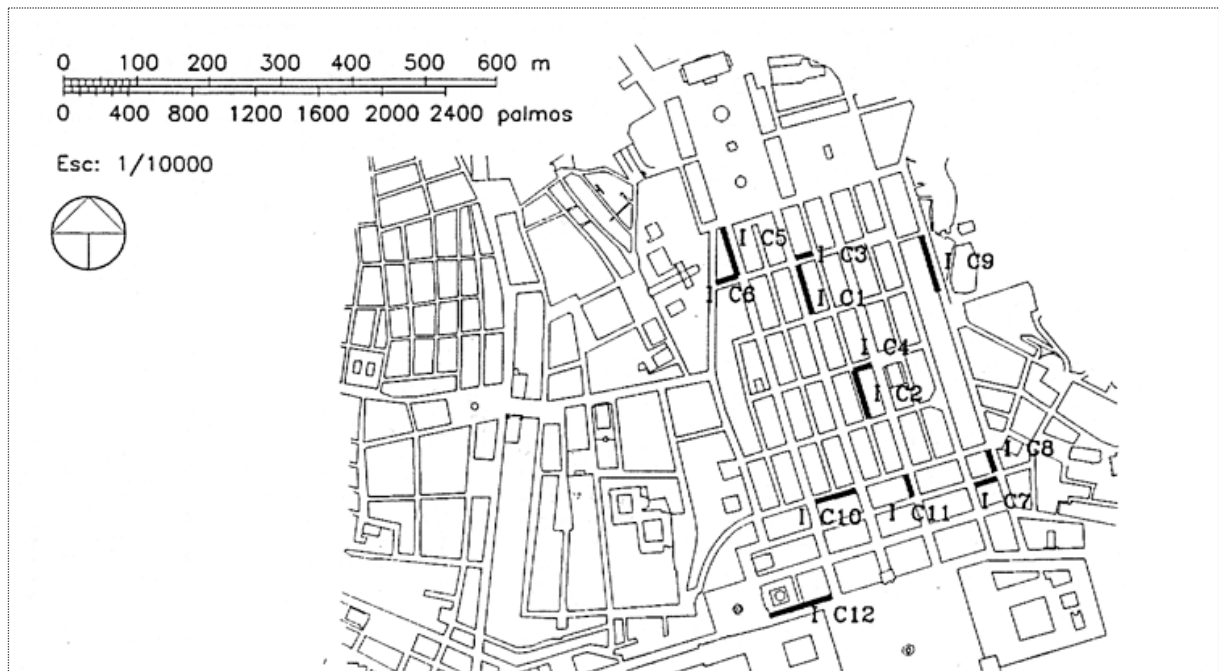 0 100 200 300 400 500 600 m
0 400 800 1200 1600 2000 2400 palmos
Esc: 1/10000
I C5
I C3
I C9
I C6
I C1
I C4
I C2
I C8
I C7
I C10
I C11
I C12